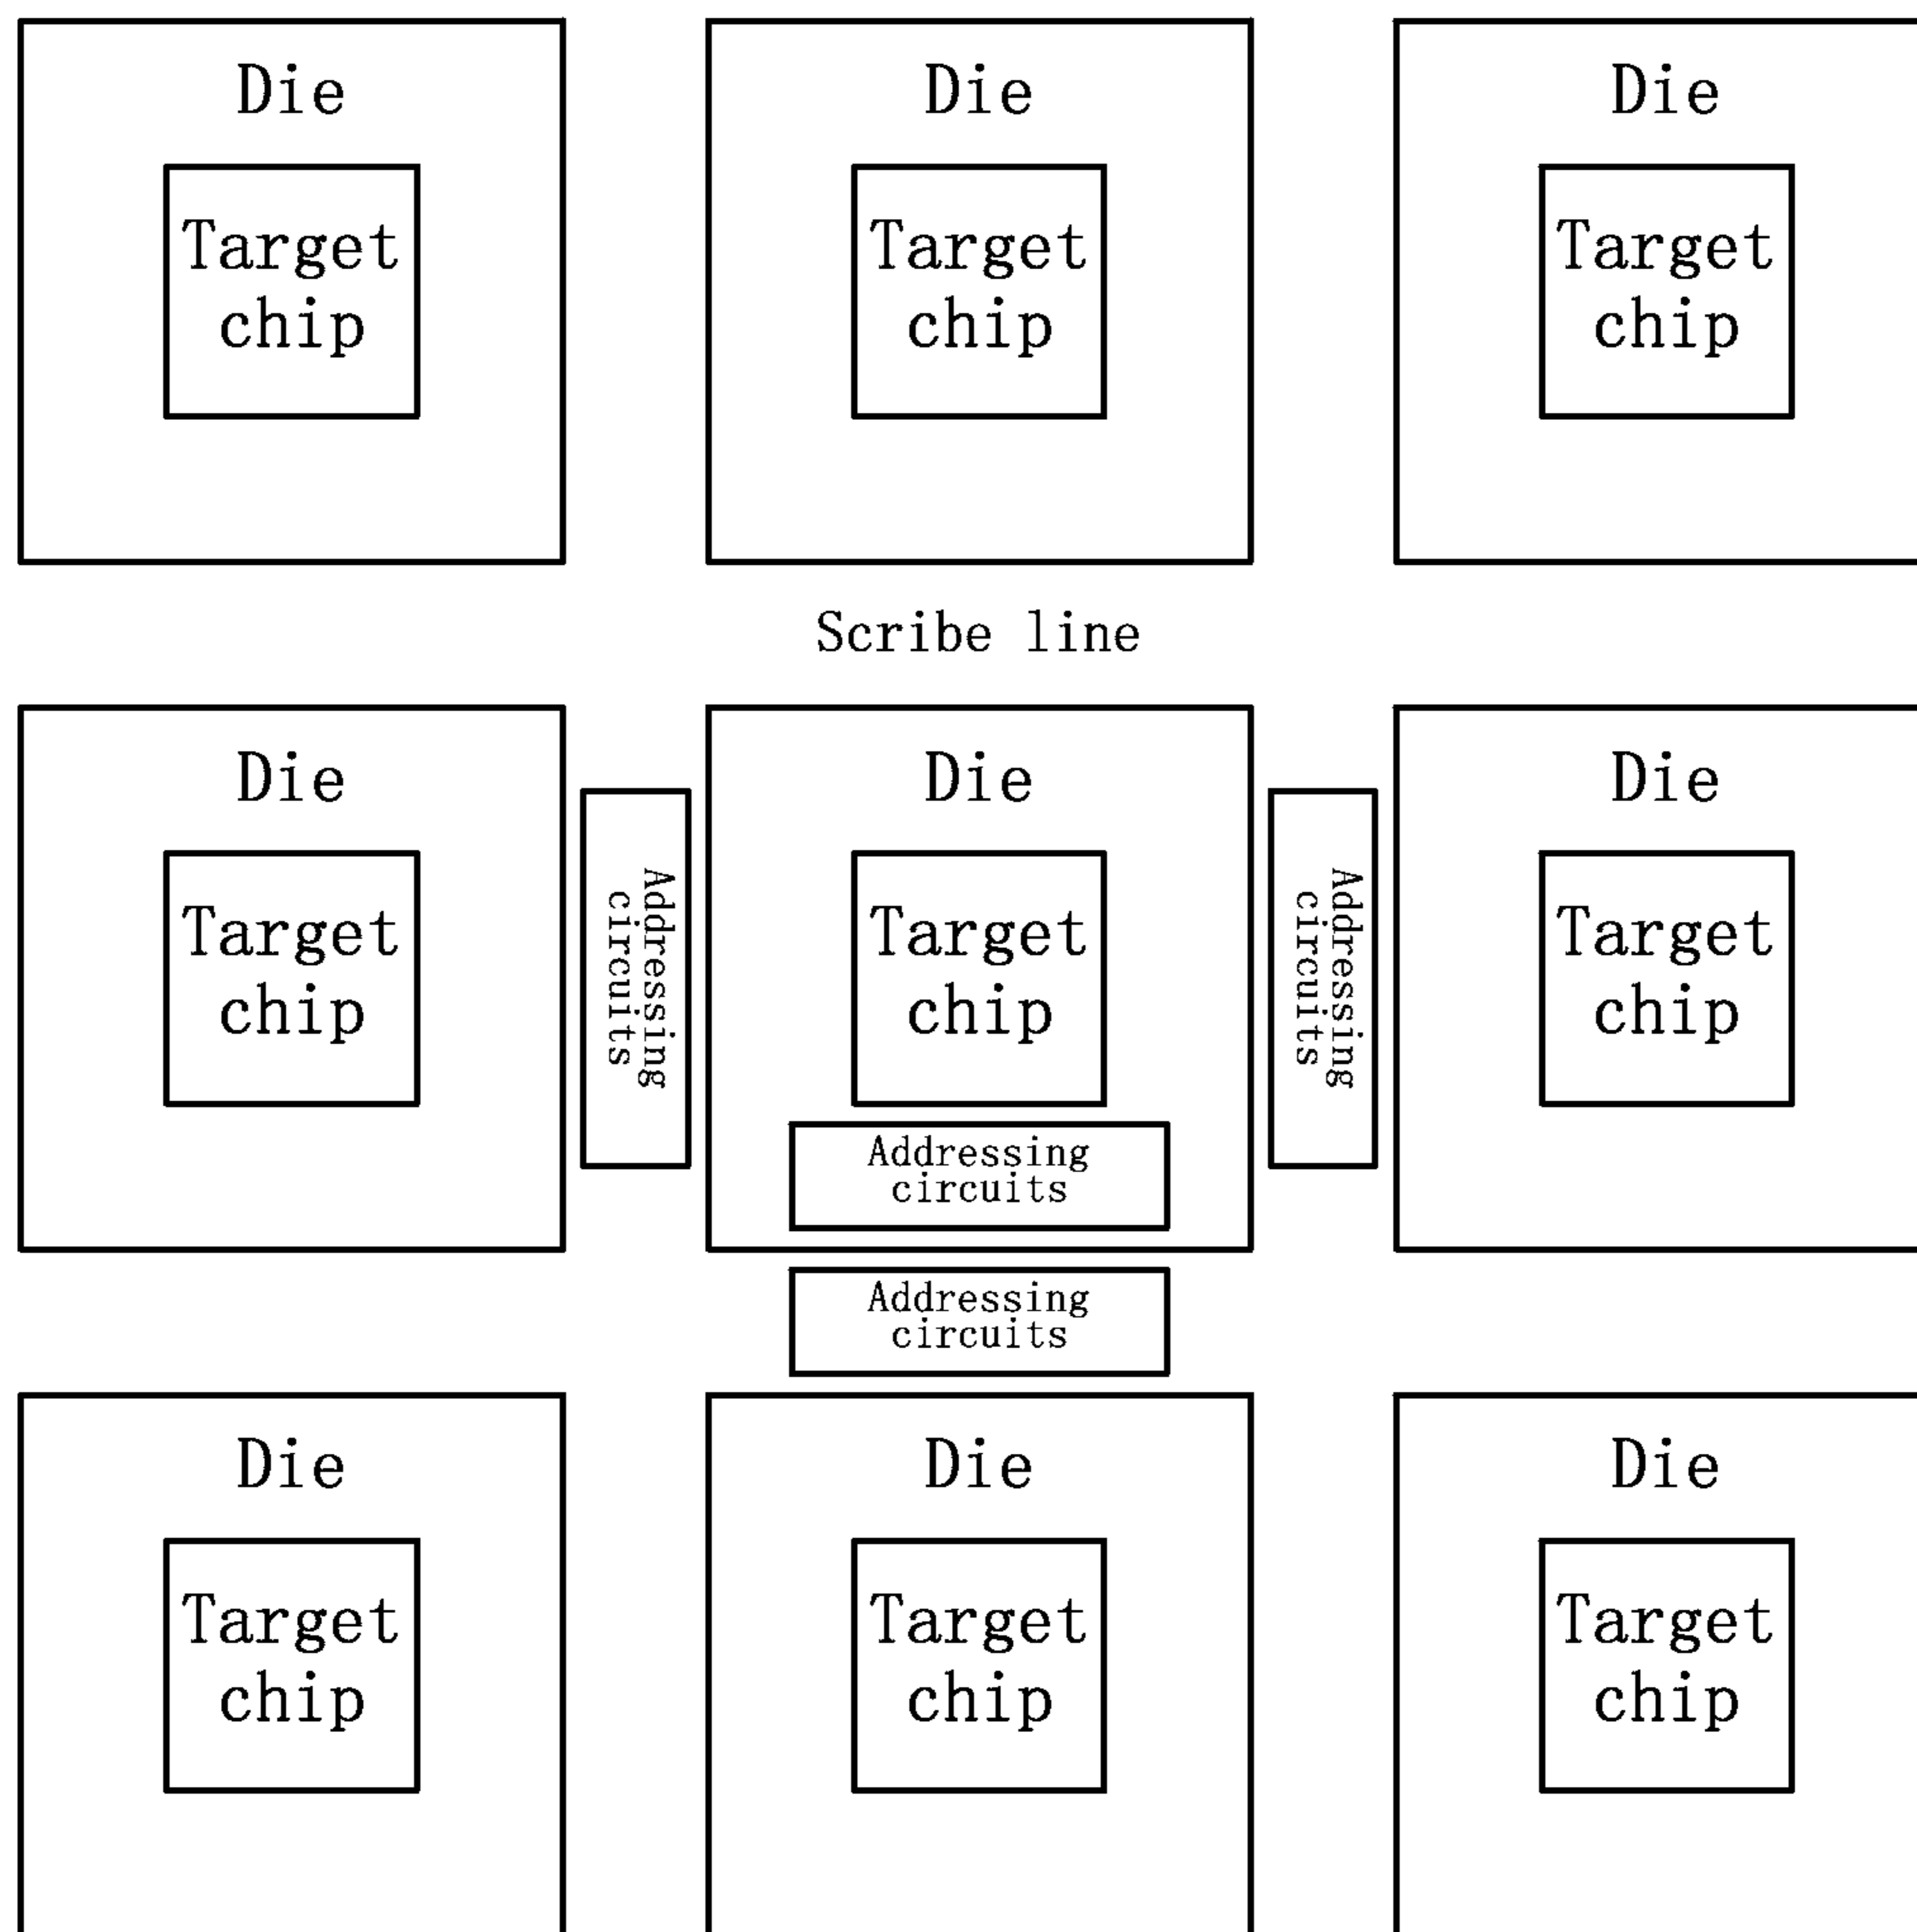 Die
Die
Die
Target
chip
Target
chip
Target
chip
Scribe line
Die
Die
Die
Target
chip
Addressing
circuits
Target
chip
Addressing
circuits
Target
chip
Addressing
circuits
Addressing
circuits
Die
Die
Die
Target
chip
Target
chip
Target
chip